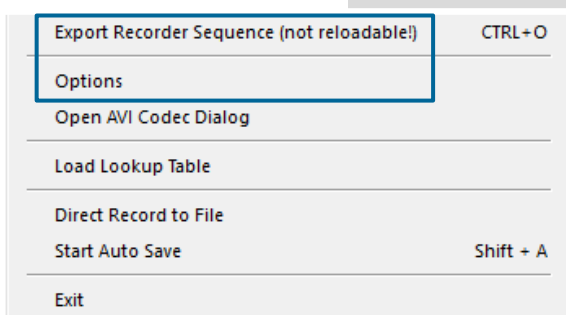 Export Recorder Sequence (not reloadable!) CTRL+O
Options
Open AVI Codec Dialog
Load Lookup Table
Direct Record to File
Start Auto Save Shift + A
Exit